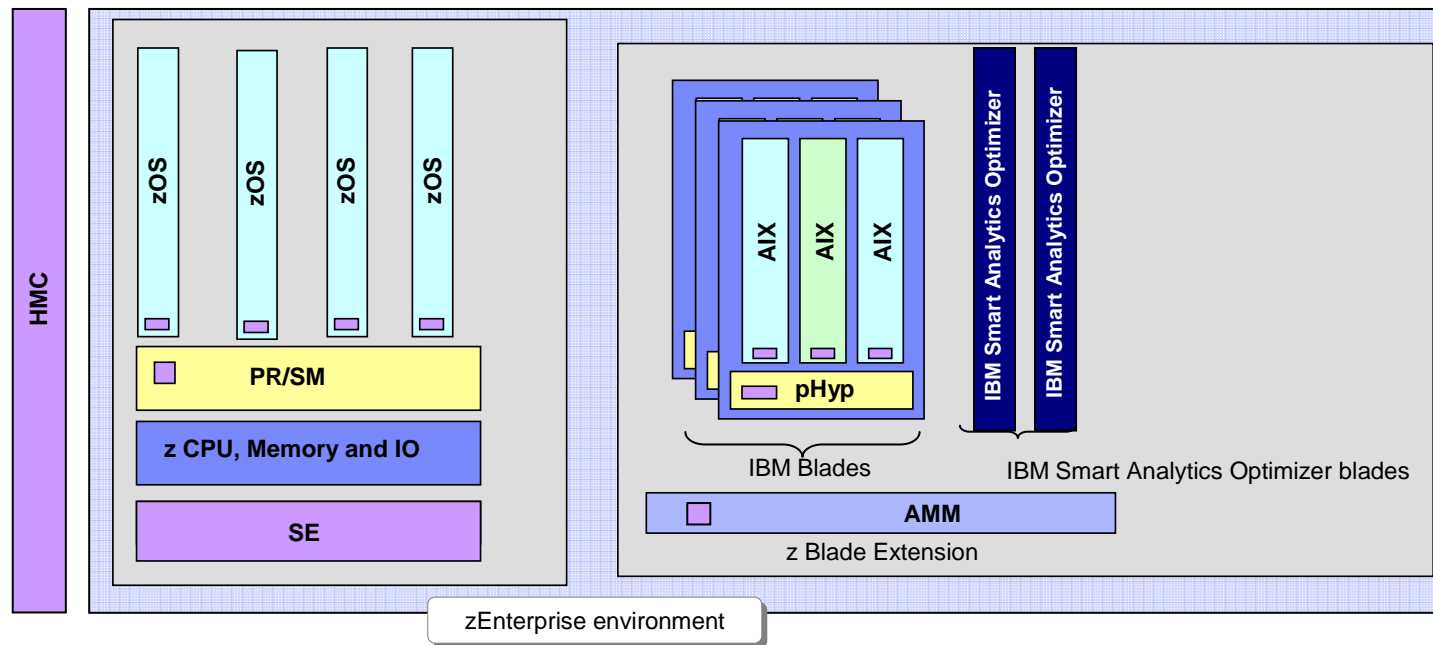 HMC
zOS
zOS
zOS
zOS
PR/SM
z CPU, Memory and IO
SE
AIX
AIX
AIX
pHyp
IBM Blades
IBM Smart Analytics Optimizer
IBM Smart Analytics Optimizer
IBM Smart Analytics Optimizer blades
AMM
z Blade Extension
zEnterprise environment